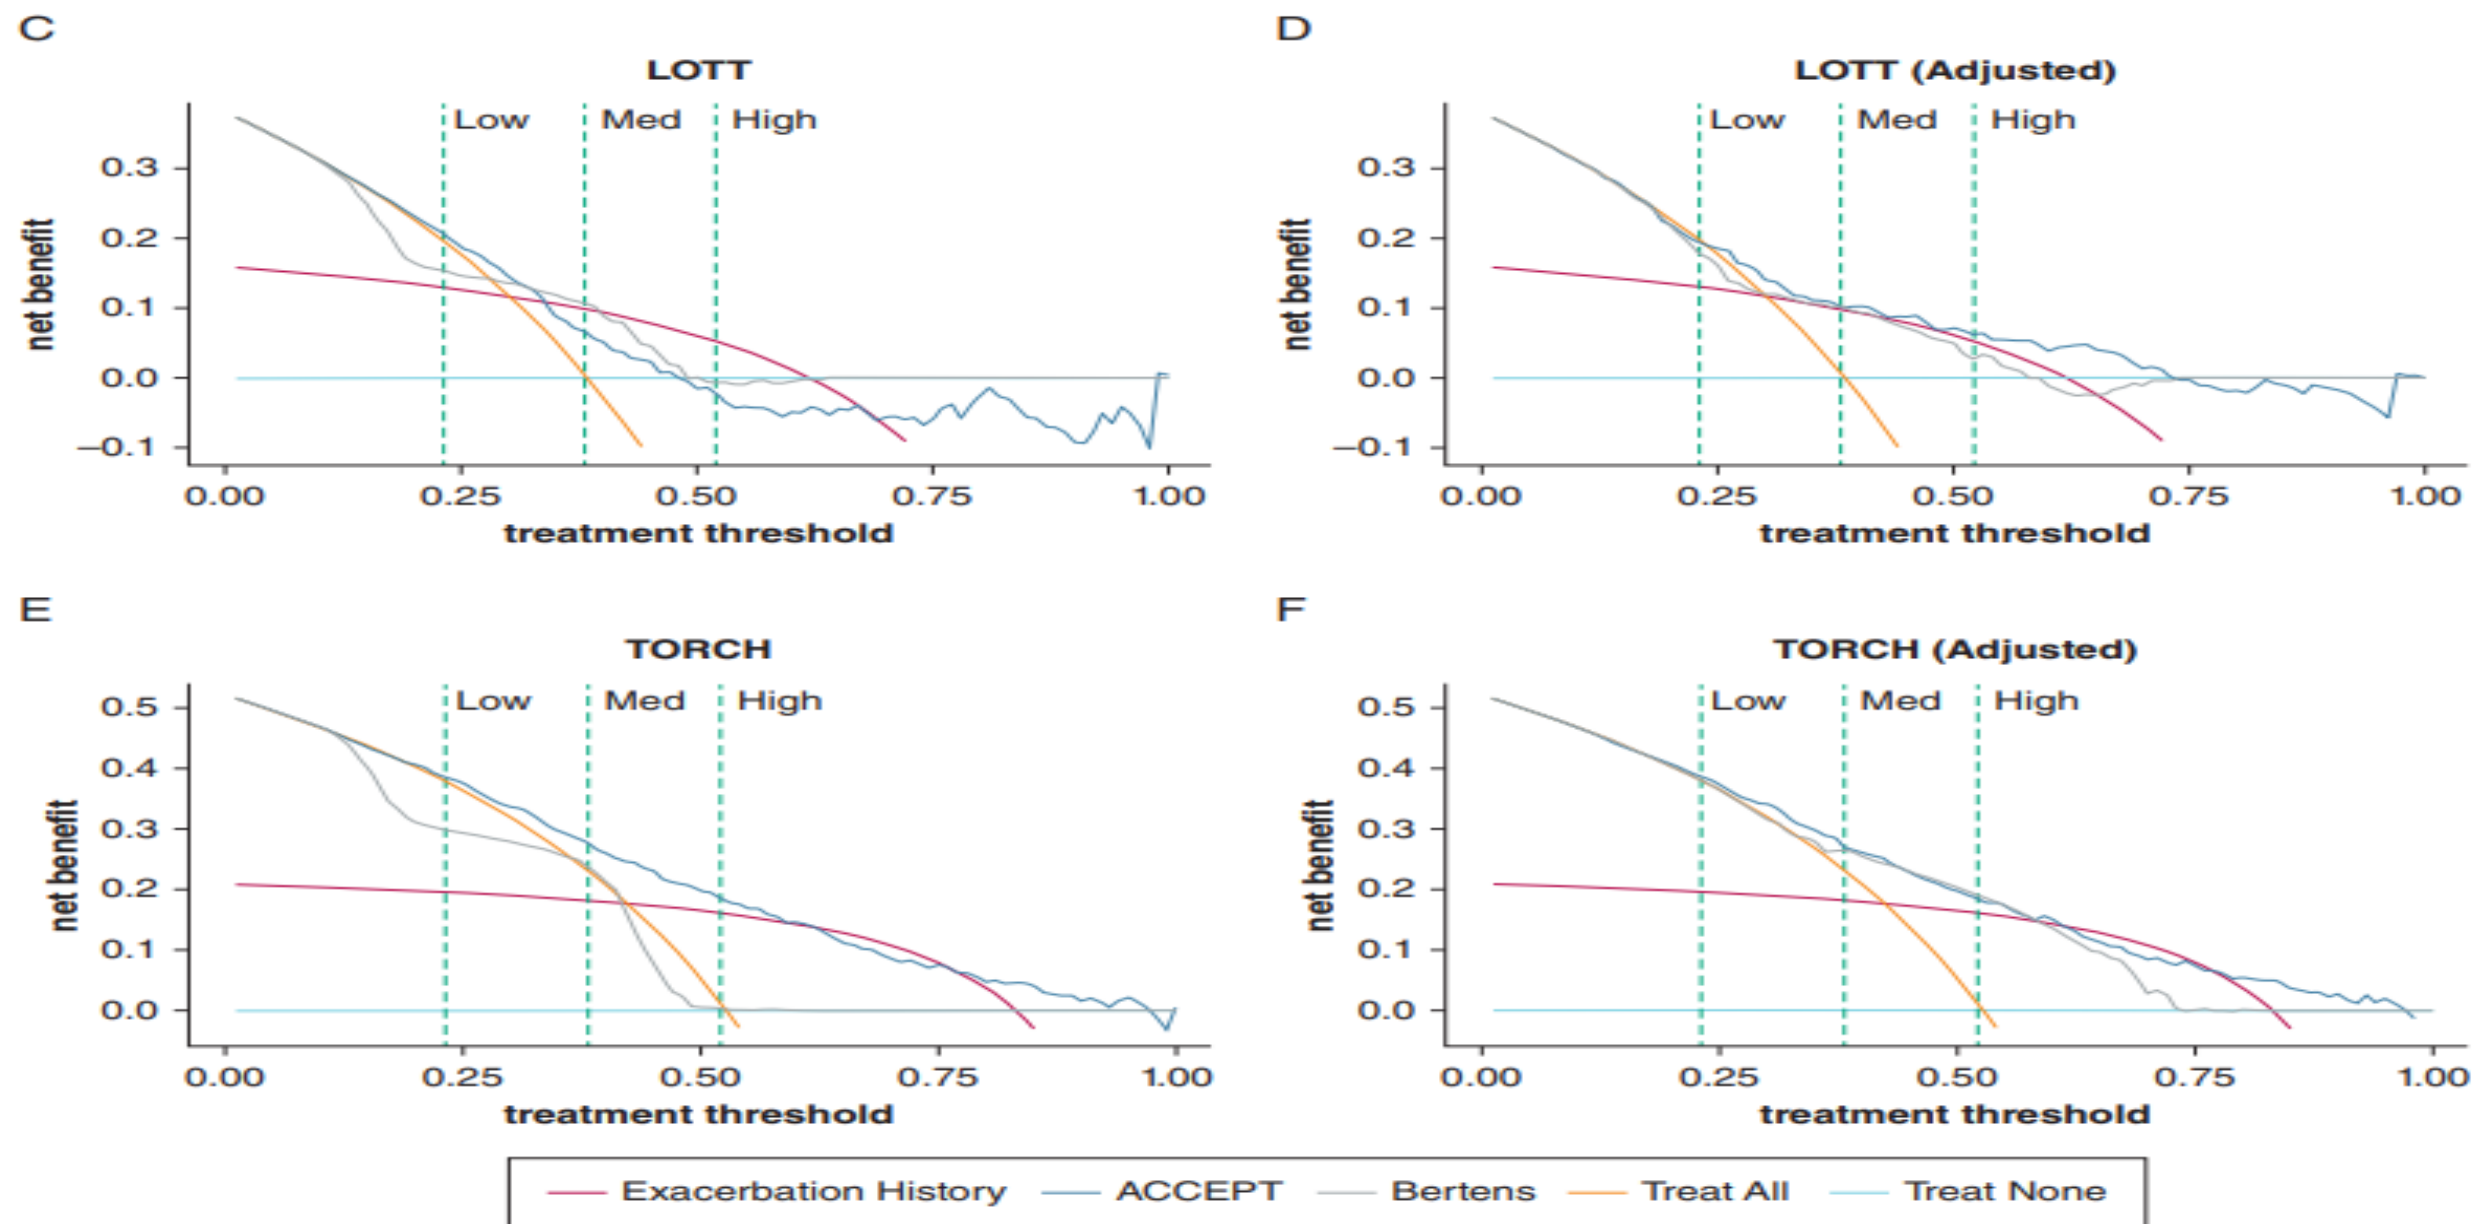 C
LOTT
Low Med High
net benefit
0.3
0.2
0.1
0.0
–0.1
0.00 0.25 0.50 0.75 1.00
treatment threshold
D
LOTT (Adjusted)
Low Med High
net benefit
0.3
0.2
0.1
0.0
–0.1
0.00 0.25 0.50 0.75 1.00
treatment threshold
E
TORCH
Low Med High
net benefit
0.5
0.4
0.3
0.2
0.1
0.0
0.00 0.25 0.50 0.75 1.00
treatment threshold
F
TORCH (Adjusted)
Low Med High
net benefit
0.5
0.4
0.3
0.2
0.1
0.0
0.00 0.25 0.50 0.75 1.00
treatment threshold
Exacerbation History ACCEPT Bertens Treat All Treat None